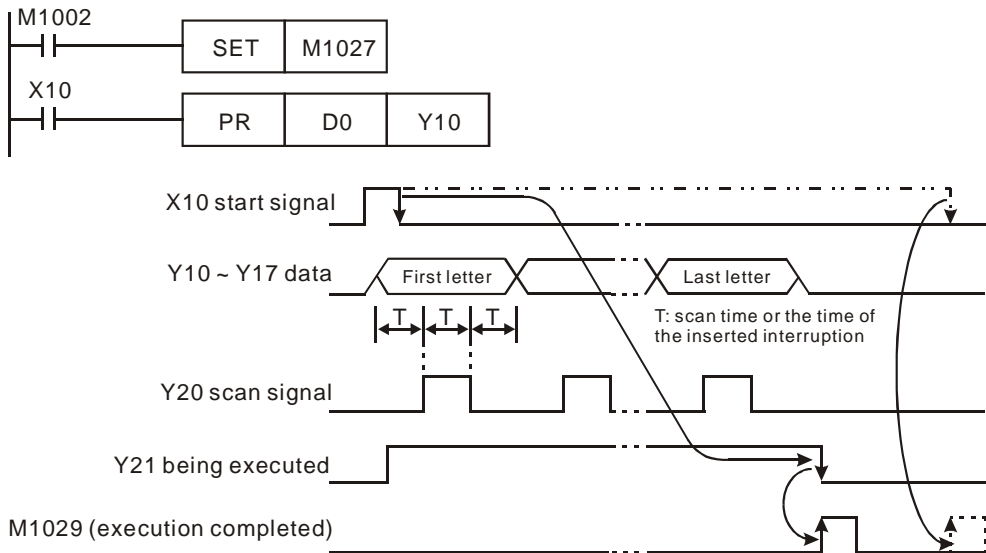 M1002
SET M1027
X10
PR D0 Y10
X10 start signal
Y10 ~ Y17 data
First letter
Last letter
T T T
T: scan time or the time of
the inserted interruption
Y20 scan signal
Y21 being executed
M1029 (execution completed)